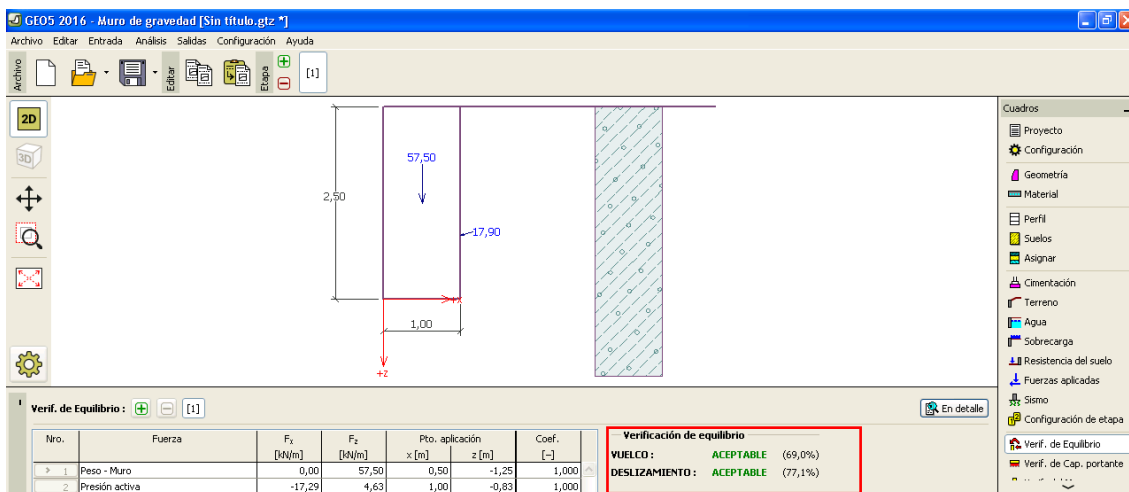 GEO5 2016 - Muro de gravedad [Sin título.gtz *]
Archivo Editar Entrada Análisis Salidas Configuración Ayuda
Archivo
Editar
Etapa
[1]
2D
3D
57,50
2,50
17,90
+x
1,00
+z
Cuadros
Proyecto
Configuración
Geometría
Material
Perfil
Suelos
Asignar
Cimentación
Terreno
Agua
Sobrecarga
Resistencia del suelo
Fuerzas aplicadas
Sismo
Configuración de etapa
Verif. de Equilibrio
Verif. de Cap. portante
Verif. de Equilibrio : [1]
En detalle
Nro. Fuerza Fx Fz Pto. aplicación Coef.
[kN/m] [kN/m] x [m] z [m] [-]
1 Peso - Muro 0,00 57,50 0,50 -1,25 1,000
2 Presión activa -17,29 4,63 1,00 -0,83 1,000
Verificación de equilibrio
VUELCO : ACEPTABLE (69,0%)
DESLIZAMIENTO : ACEPTABLE (77,1%)